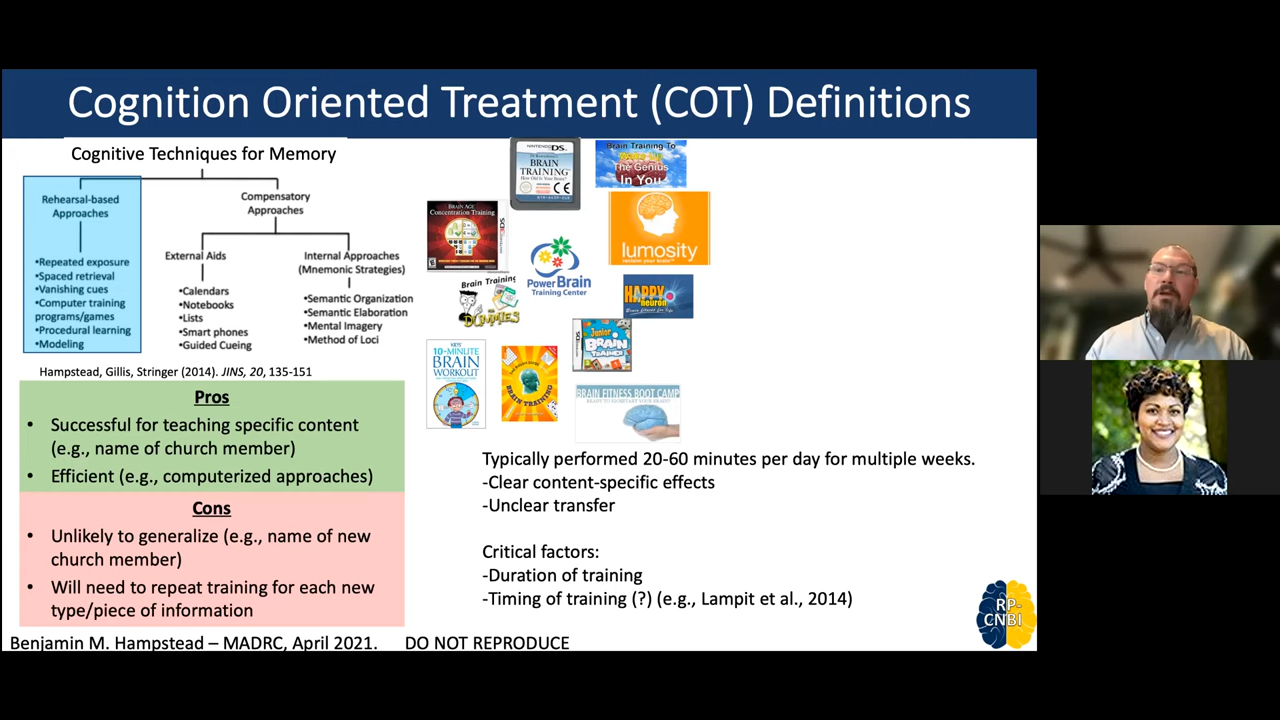 Cognition Oriented Treatment (COT) Definitions
Cognitive Techniques for Memory
Rehearsal-based
Approaches
•Repeated exposure
•Spaced retrieval
•Vanishing cues
•Computer training
programs/games
•Procedural learning
•Modeling
Compensatory
Approaches
External Aids
•Calendars
•Notebooks
•Lists
•Smart phones
•Guided Cueing
Internal Approaches
(Mnemonic Strategies)
•Semantic Organization
•Semantic Elaboration
•Mental Imagery
•Method of Loci
Hampstead, Gillis, Stringer (2014). JINS, 20, 135-151
Pros
• Successful for teaching specific content
(e.g., name of church member)
• Efficient (e.g., computerized approaches)
Cons
• Unlikely to generalize (e.g., name of new
church member)
• Will need to repeat training for each new
type/piece of information
NINTENDO DS
BRAIN
TRAINING
Brain Training To
The Genius
In You
BRAIN AGE
Concentration Training
lumosity
PowerBrain
Training Center
Brain Training
DUMMIES
HAPPY
neuron
Junior
BRAIN
TRAINER
KIDS'
10-MINUTE
BRAIN
WORKOUT
BRAIN TRAINING
BRAIN FITNESS BOOT CAMP
Typically performed 20-60 minutes per day for multiple weeks.
-Clear content-specific effects
-Unclear transfer
Critical factors:
-Duration of training
-Timing of training (?) (e.g., Lampit et al., 2014)
RP-
CNBI
Benjamin M. Hampstead – MADRC, April 2021. DO NOT REPRODUCE